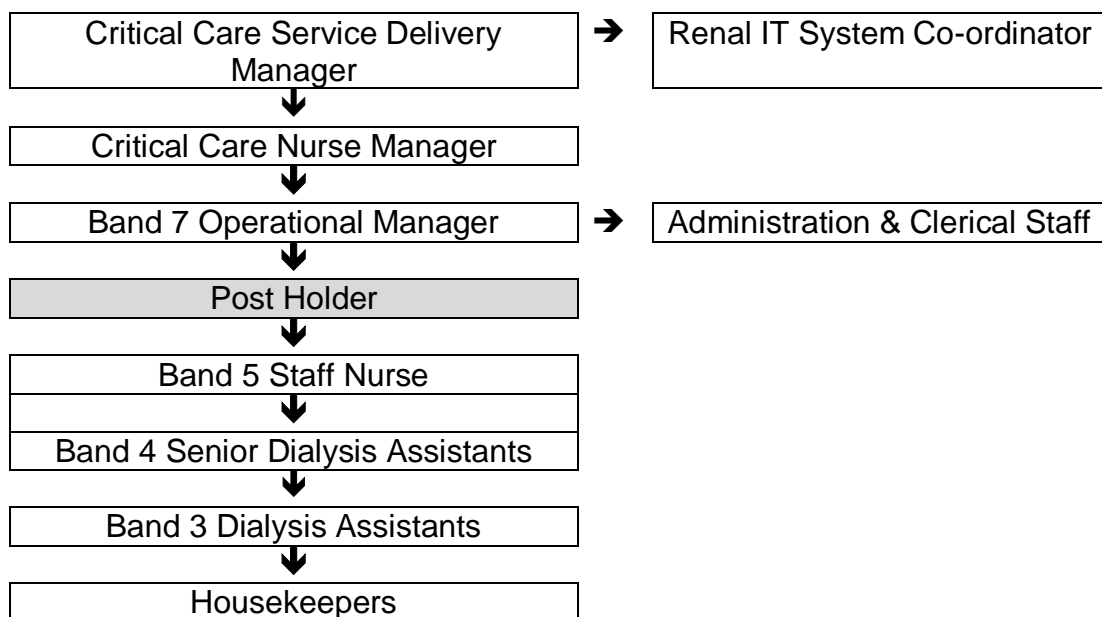 Critical Care Service Delivery
Manager
Renal IT System Co-ordinator
Critical Care Nurse Manager
Band 7 Operational Manager
Administration & Clerical Staff
Post Holder
Band 5 Staff Nurse
Band 4 Senior Dialysis Assistants
Band 3 Dialysis Assistants
Housekeepers